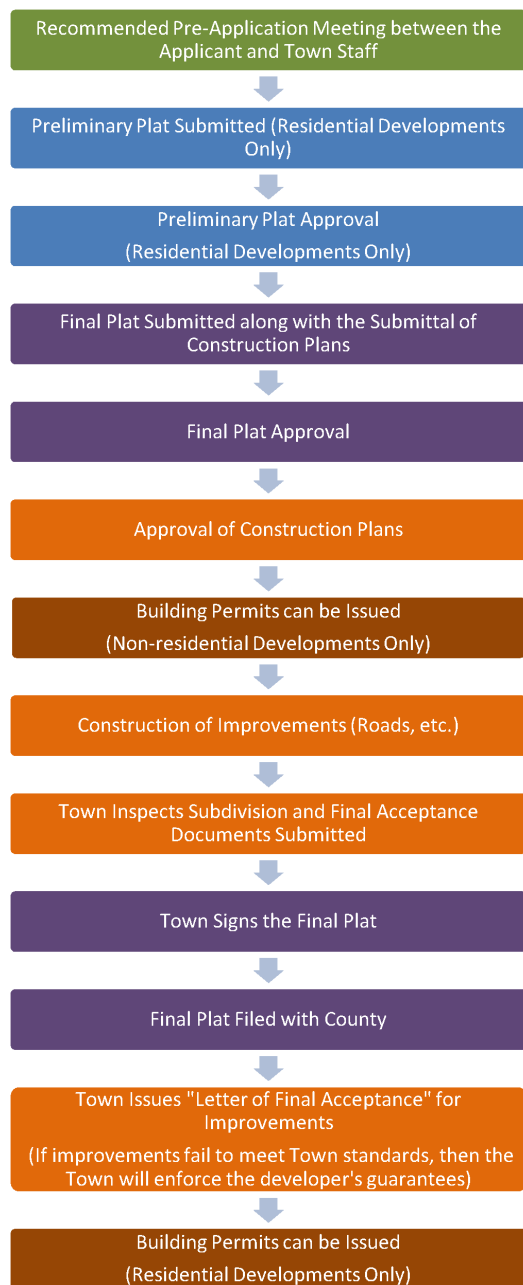 Recommended Pre-Application Meeting between the
Applicant and Town Staff
Preliminary Plat Submitted (Residential Developments
Only)
Preliminary Plat Approval
(Residential Developments Only)
Final Plat Submitted along with the Submittal of
Construction Plans
Final Plat Approval
Approval of Construction Plans
Building Permits can be Issued
(Non-residential Developments Only)
Construction of Improvements (Roads, etc.)
Town Inspects Subdivision and Final Acceptance
Documents Submitted
Town Signs the Final Plat
Final Plat Filed with County
Town Issues "Letter of Final Acceptance" for
Improvements
(If improvements fail to meet Town standards, then the
Town will enforce the developer's guarantees)
Building Permits can be Issued
(Residential Developments Only)